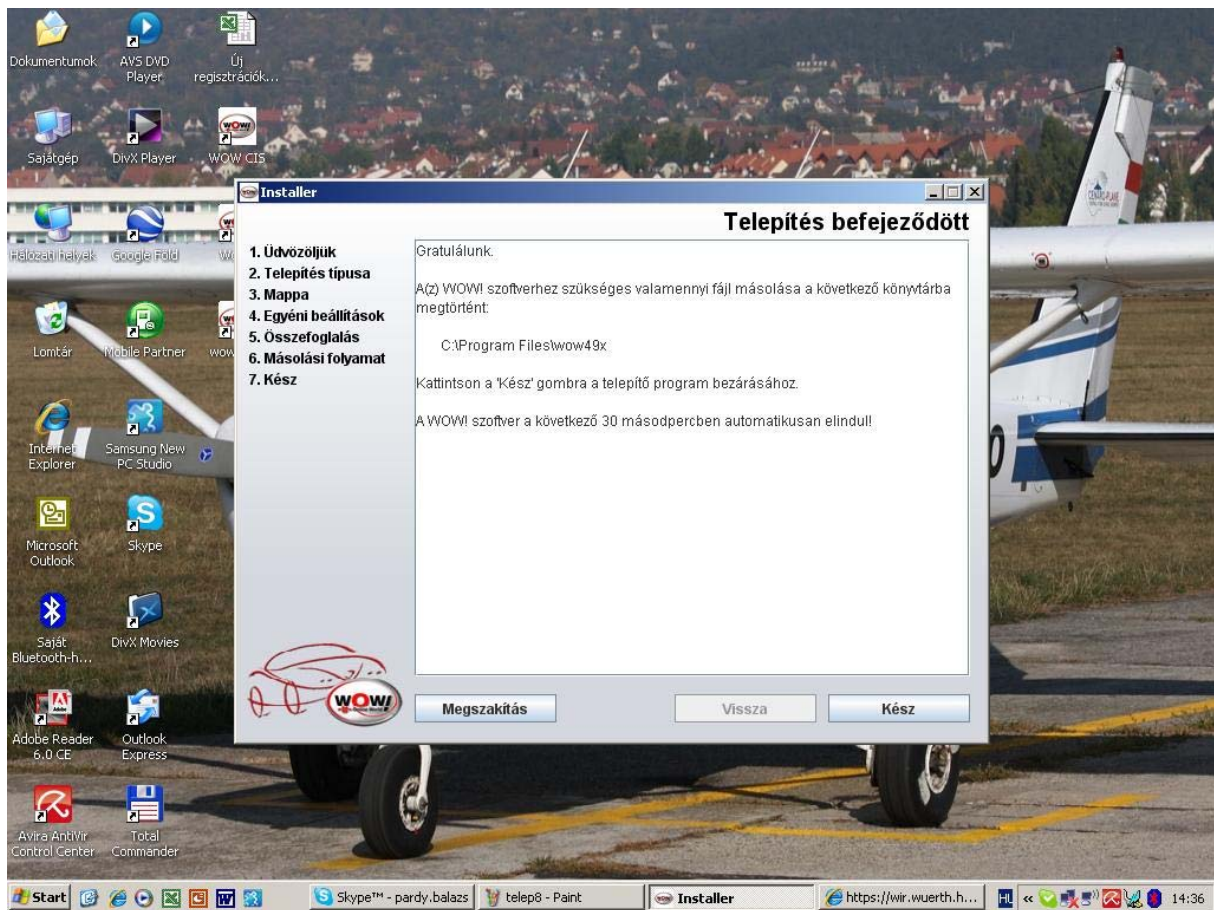 Dokumentumok
AVS DVD Player
Új regisztrációk...
Sajátgép
DivX Player
WOW CIS
Hálózati helyek
Google Föld
Lomtár
Mobile Partner
wow
Internet Explorer
Samsung New PC Studio
Microsoft Outlook
Skype
Saját Bluetooth-h...
DivX Movies
Adobe Reader 6.0 CE
Outlook Express
Avira AntiVir Control Center
Total Commander
Installer
Telepítés befejeződött
1. Üdvözöljük
2. Telepítés típusa
3. Mappa
4. Egyéni beállítások
5. Összefoglalás
6. Másolási folyamat
7. Kész
Gratulálunk.
A(z) WOW! szoftverhez szükséges valamennyi fájl másolása a következő könyvtárba
megtörtént:
C:\Program Files\wow49x
Kattintson a 'Kész' gombra a telepítő program bezárásához.
A WOW! szoftver a következő 30 másodpercben automatikusan elindul!
WOW!
Megszakítás
Vissza
Kész
Start
Skype™ - pardy.balazs
telep8 - Paint
Installer
https://wir.wuerth.h...
HU
«
14:36